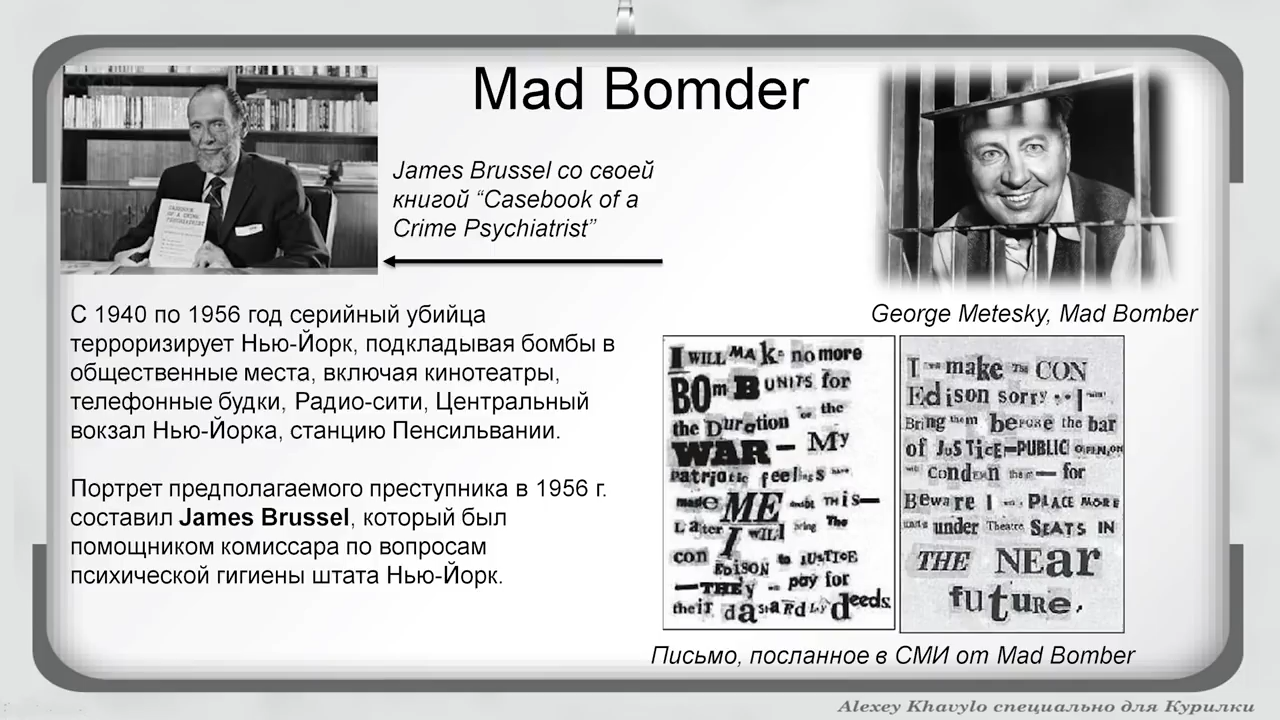 Mad Bomder
James Brussel со своей
книгой “Casebook of a
Crime Psychiatrist”
CASEBOOK
OF A CRIME
PSYCHIATRIST
George Metesky, Mad Bomber
С 1940 по 1956 год серийный убийца
терроризирует Нью-Йорк, подкладывая бомбы в
общественные места, включая кинотеатры,
телефонные будки, Радио-сити, Центральный
вокзал Нью-Йорка, станцию Пенсильвании.
Портрет предполагаемого преступника в 1956 г.
составил James Brussel, который был
помощником комиссара по вопросам
психической гигиены штата Нью-Йорк.
I WILL MAke no more
BOmB UNITS for
the Duration of the
WAR — My
patriotic feelings have
made ME this—
Later I WILL bring The
con EDISON to JUSTICE
—THEY pay for
their daStaRdLy deeds.
I make The CON
Edison sorry I
Bring them before the bar
of JuSTiCE—PUBLIC OPINION
will Condem them — for
Beware I PLACE MORE
units under Theatre SEATS IN
THE NEar
fuTuRe.
Письмо, посланное в СМИ от Mad Bomber
Alexey Khavylo специально для Курилки